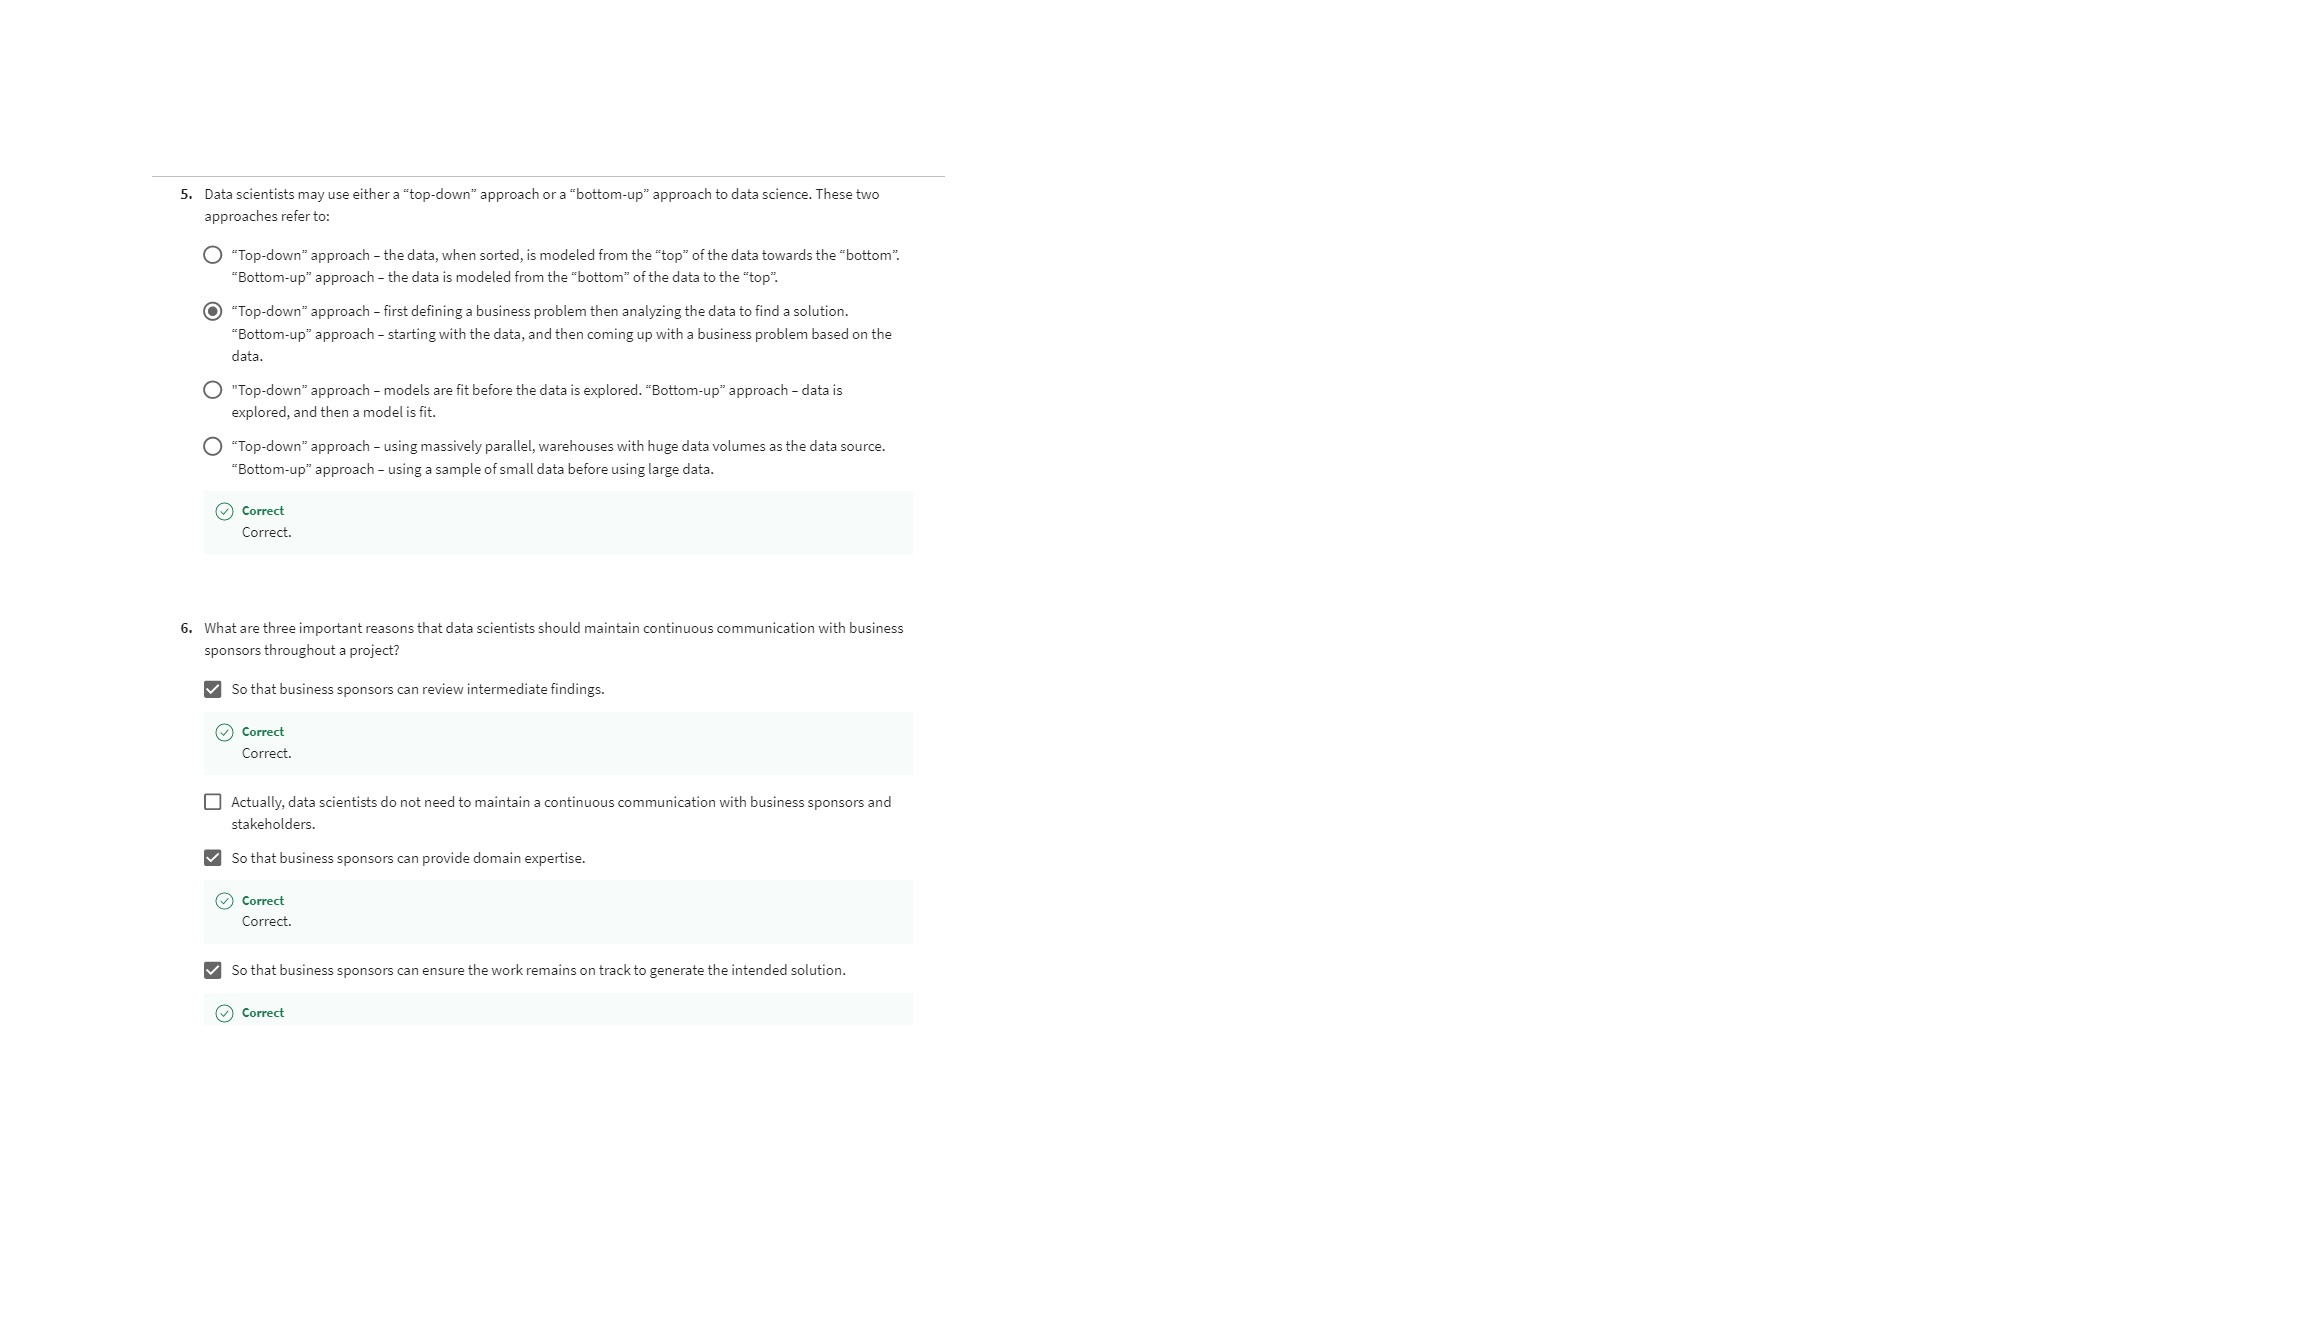 5. Data scientists may use either a “top-down” approach or a “bottom-up” approach to data science. These two
approaches refer to:
“Top-down” approach – the data, when sorted, is modeled from the “top” of the data towards the “bottom”.
“Bottom-up” approach – the data is modeled from the “bottom” of the data to the “top”.
“Top-down” approach – first defining a business problem then analyzing the data to find a solution.
“Bottom-up” approach – starting with the data, and then coming up with a business problem based on the
data.
"Top-down” approach – models are fit before the data is explored. “Bottom-up” approach – data is
explored, and then a model is fit.
“Top-down” approach – using massively parallel, warehouses with huge data volumes as the data source.
“Bottom-up” approach – using a sample of small data before using large data.
Correct
Correct.
6. What are three important reasons that data scientists should maintain continuous communication with business
sponsors throughout a project?
So that business sponsors can review intermediate findings.
Correct
Correct.
Actually, data scientists do not need to maintain a continuous communication with business sponsors and
stakeholders.
So that business sponsors can provide domain expertise.
Correct
Correct.
So that business sponsors can ensure the work remains on track to generate the intended solution.
Correct